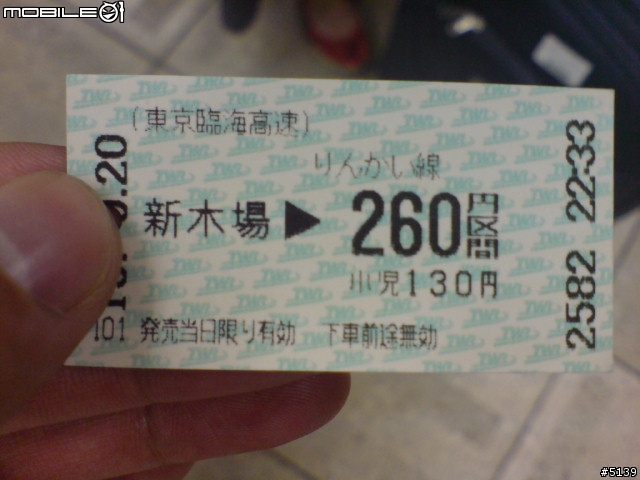 MOBILE01
(東京臨海高速)
りんかい線
新木場▶260円区間
小児130円
101 発売当日限り有効 下車前途無効
.20
2582 22-33
TWR
#5139